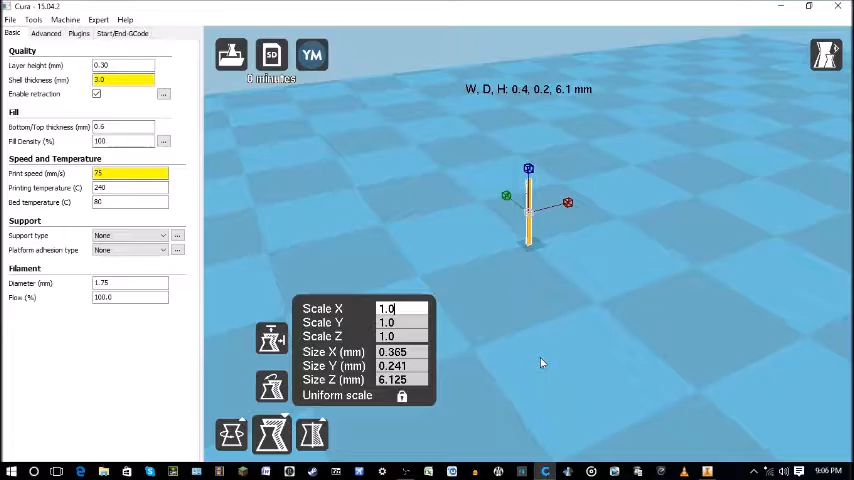 Cura - 15.04.2
File Tools Machine Expert Help
Basic Advanced Plugins Start/End-GCode
Quality
Layer height (mm) 0.30
Shell thickness (mm) 3.0
Enable retraction ...
Fill
Bottom/Top thickness (mm) 0.6
Fill Density (%) 100 ...
Speed and Temperature
Print speed (mm/s) 75
Printing temperature (C) 240
Bed temperature (C) 80
Support
Support type None ...
Platform adhesion type None ...
Filament
Diameter (mm) 1.75
Flow (%) 100.0
SD YM
0 minutes
W, D, H: 0.4, 0.2, 6.1 mm
Scale X 1.0
Scale Y 1.0
Scale Z 1.0
Size X (mm) 0.365
Size Y (mm) 0.241
Size Z (mm) 6.125
Uniform scale
9:06 PM